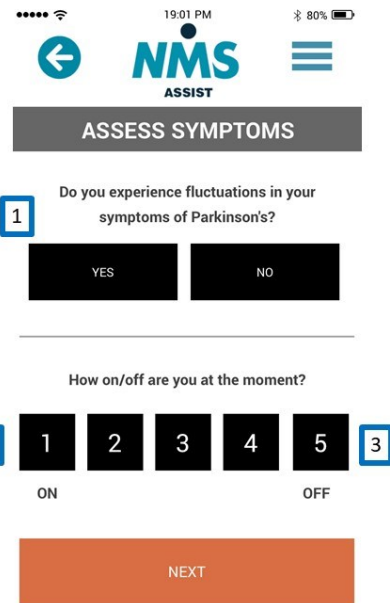 19:01 PM 80%
NMS
ASSIST
ASSESS SYMPTOMS
Do you experience fluctuations in your
1
symptoms of Parkinson's?
YES NO
How on/off are you at the moment?
1 2 3 4 5 3
ON OFF
NEXT